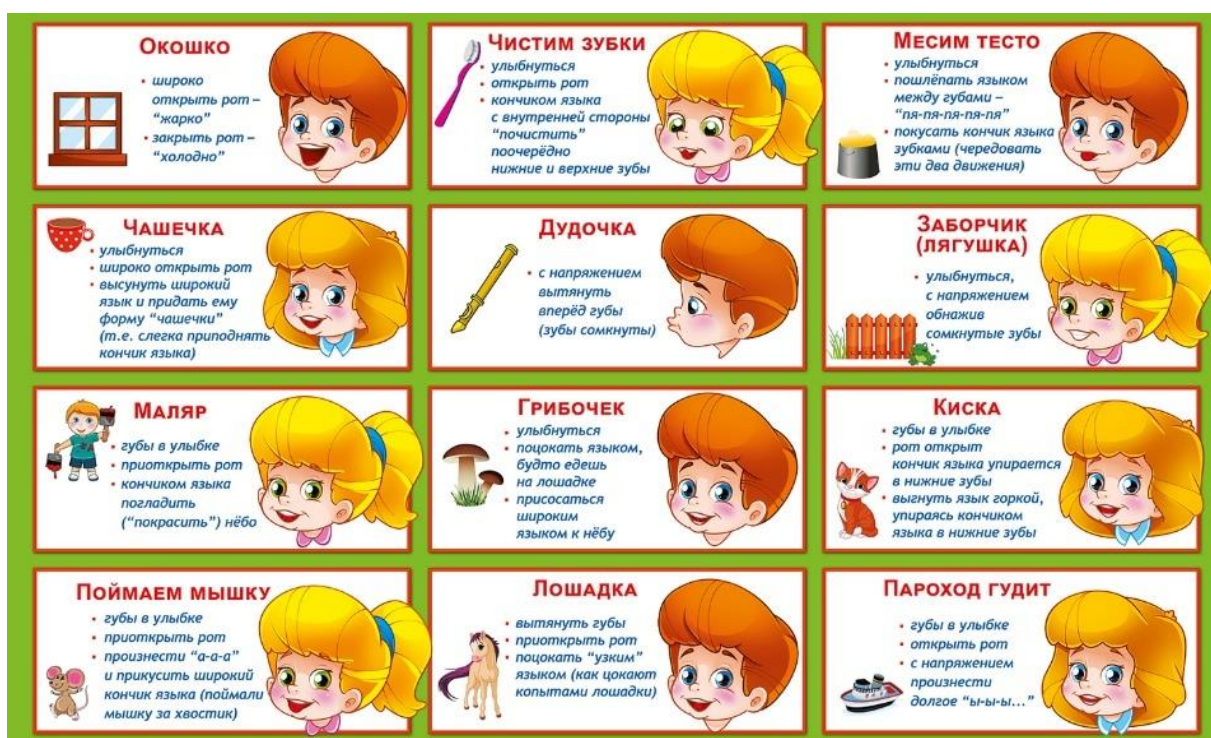 Окошко
• широко
открыть рот –
“жарко”
• закрыть рот –
“холодно”
Чистим зубки
• улыбнуться
• открыть рот
• кончиком языка
с внутренней стороны
“почистить”
поочерёдно
нижние и верхние зубы
Месим тесто
• улыбнуться
• пошлёпать языком
между губами –
“пя-пя-пя-пя-пя”
• покусать кончик языка
зубками (чередовать
эти два движения)
Чашечка
• улыбнуться
• широко открыть рот
• высунуть широкий
язык и придать ему
форму “чашечки”
(т.е. слегка приподнять
кончик языка)
Дудочка
• с напряжением
вытянуть
вперёд губы
(зубы сомкнуты)
Заборчик
(лягушка)
• улыбнуться,
с напряжением
обнажив
сомкнутые зубы
Маляр
• губы в улыбке
• приоткрыть рот
• кончиком языка
погладить
(“покрасить”) нёбо
Грибочек
• улыбнуться
• поцокать языком,
будто едешь
на лошадке
• присосаться
широким
языком к нёбу
Киска
• губы в улыбке
• рот открыт
кончик языка упирается
в нижние зубы
• выгнуть язык горкой,
упираясь кончиком
языка в нижние зубы
Поймаем мышку
• губы в улыбке
• приоткрыть рот
• произнести “а-а-а”
и прикусить широкий
кончик языка (поймали
мышку за хвостик)
Лошадка
• вытянуть губы
• приоткрыть рот
• поцокать “узким”
языком (как цокают
копытами лошадки)
Пароход гудит
• губы в улыбке
• открыть рот
• с напряжением
произнести
долгое “ы-ы-ы...”